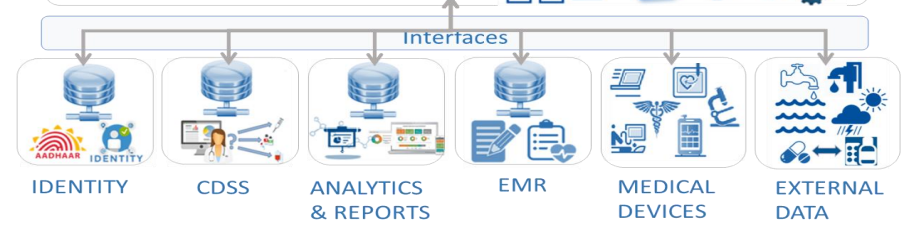 Interfaces
AADHAAR
IDENTITY
?
IDENTITY
CDSS
ANALYTICS
& REPORTS
EMR
MEDICAL
DEVICES
EXTERNAL
DATA